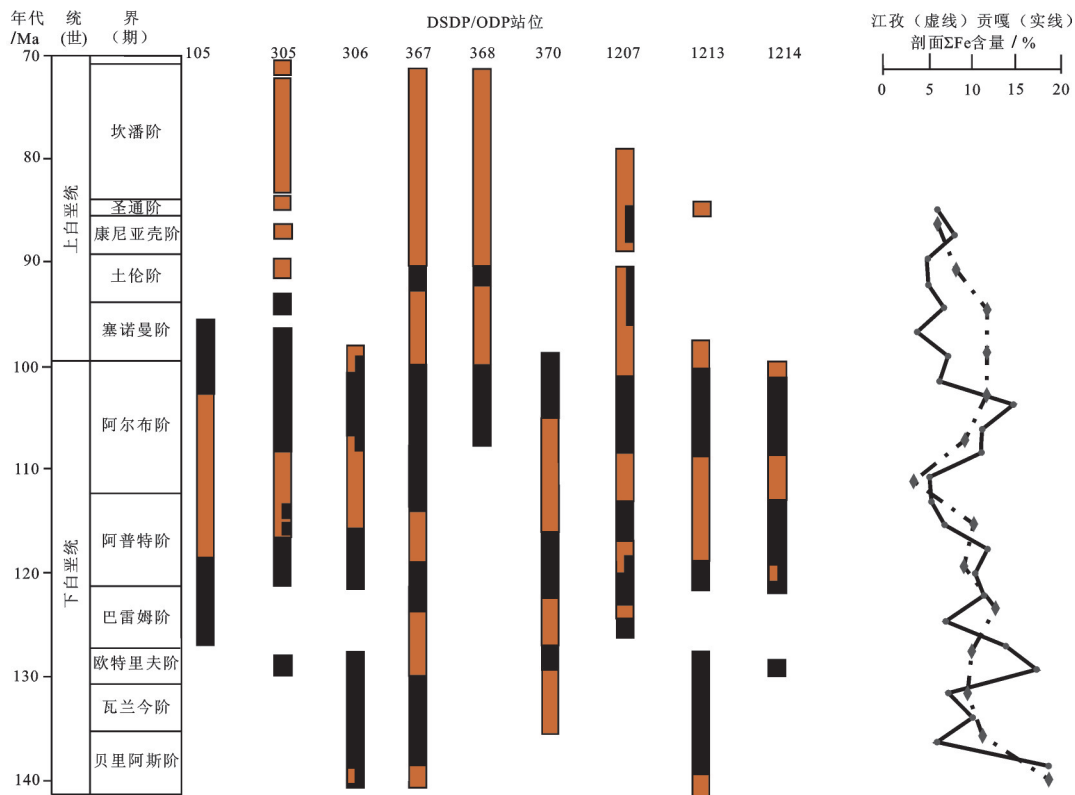 年代 统 界 DSDP/ODP站位 江孜（虚线）贡嘎（实线）
/Ma (世) （期） 剖面ΣFe含量 / %
105 305 306 367 368 370 1207 1213 1214
0 5 10 15 20
70
坎潘阶
80
上白垩统
圣通阶
康尼亚壳阶
90
土伦阶
塞诺曼阶
100
阿尔布阶
110
下白垩统
阿普特阶
120
巴雷姆阶
欧特里夫阶
130
瓦兰今阶
贝里阿斯阶
140